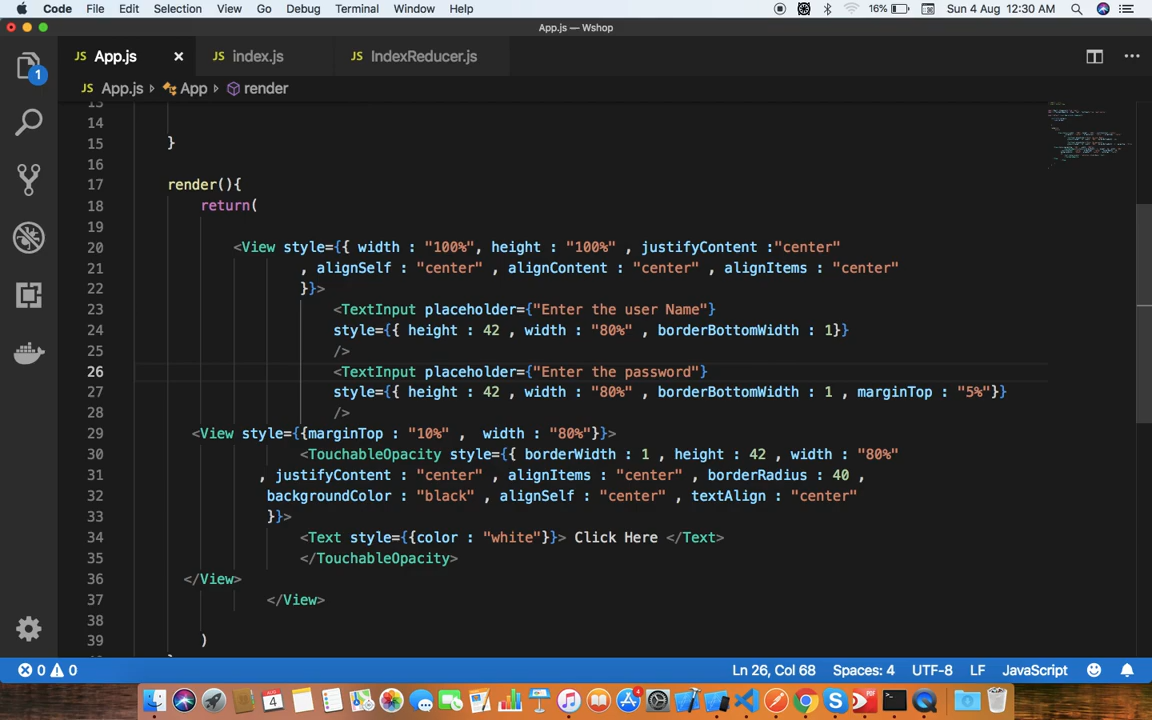 Code File Edit Selection View Go Debug Terminal Window Help 16% Sun 4 Aug 12:30 AM
App.js — Wshop
JS App.js × JS index.js JS IndexReducer.js
1
JS App.js App render
13
14
15 }
16
17 render(){
18 return(
19
20 <View style={{ width : "100%", height : "100%" , justifyContent :"center"
21 , alignSelf : "center" , alignContent : "center" , alignItems : "center"
22 }}>
23 <TextInput placeholder={"Enter the user Name"}
24 style={{ height : 42 , width : "80%" , borderBottomWidth : 1}}
25 />
26 <TextInput placeholder={"Enter the password"}
27 style={{ height : 42 , width : "80%" , borderBottomWidth : 1 , marginTop : "5%"}}
28 />
29 <View style={{marginTop : "10%" , width : "80%"}}>
30 <TouchableOpacity style={{ borderWidth : 1 , height : 42 , width : "80%"
31 , justifyContent : "center" , alignItems : "center" , borderRadius : 40 ,
32 backgroundColor : "black" , alignSelf : "center" , textAlign : "center"
33 }}>
34 <Text style={{color : "white"}}> Click Here </Text>
35 </TouchableOpacity>
36 </View>
37 </View>
38
39 )
0 0 Ln 26, Col 68 Spaces: 4 UTF-8 LF JavaScript